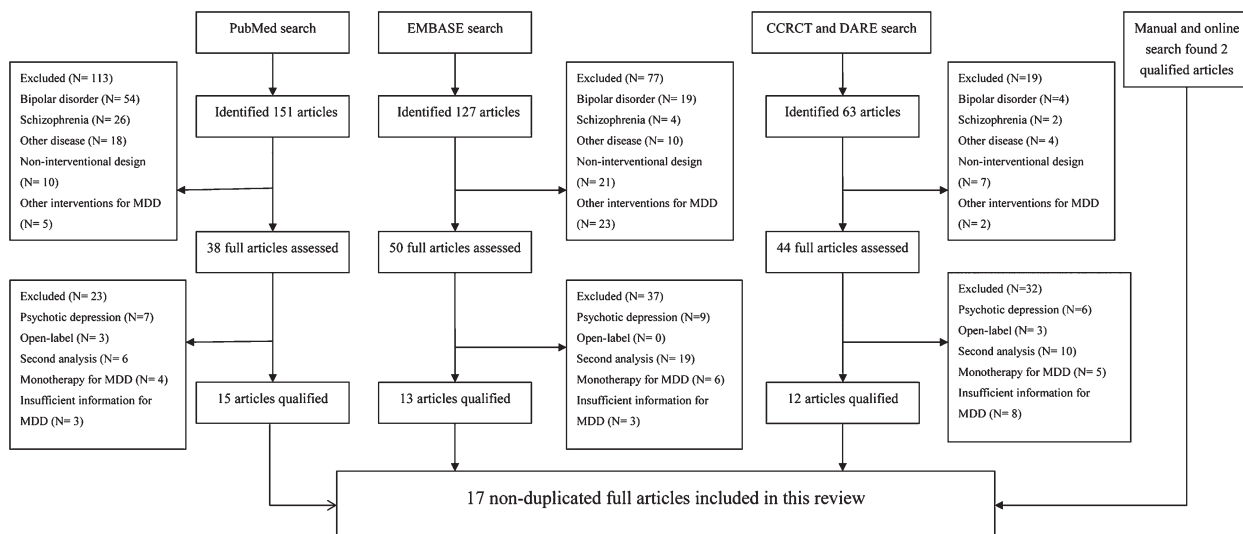 PubMed search
EMBASE search
CCRCT and DARE search
Manual and online
search found 2
qualified articles
Excluded (N= 113)
Bipolar disorder (N= 54)
Schizophrenia (N= 26)
Other disease (N= 18)
Non-interventional design
(N= 10)
Other interventions for MDD
(N= 5)
Identified 151 articles
Identified 127 articles
Excluded (N= 77)
Bipolar disorder (N= 19)
Schizophrenia (N= 4)
Other disease (N= 10)
Non-interventional design
(N= 21)
Other interventions for MDD
(N= 23)
Identified 63 articles
Excluded (N=19)
Bipolar disorder (N=4)
Schizophrenia (N= 2)
Other disease (N= 4)
Non-interventional design
(N= 7)
Other interventions for MDD
(N= 2)
38 full articles assessed
50 full articles assessed
44 full articles assessed
Excluded (N= 23)
Psychotic depression (N=7)
Open-label (N= 3)
Second analysis (N= 6
Monotherapy for MDD (N= 4)
Insufficient information for
MDD (N= 3)
Excluded (N= 37)
Psychotic depression (N=9)
Open-label (N= 0)
Second analysis (N= 19)
Monotherapy for MDD (N= 6)
Insufficient information for
MDD (N= 3)
Excluded (N=32)
Psychotic depression (N=6)
Open-label (N= 3)
Second analysis (N= 10)
Monotherapy for MDD (N= 5)
Insufficient information for
MDD (N= 8)
15 articles qualified
13 articles qualified
12 articles qualified
17 non-duplicated full articles included in this review